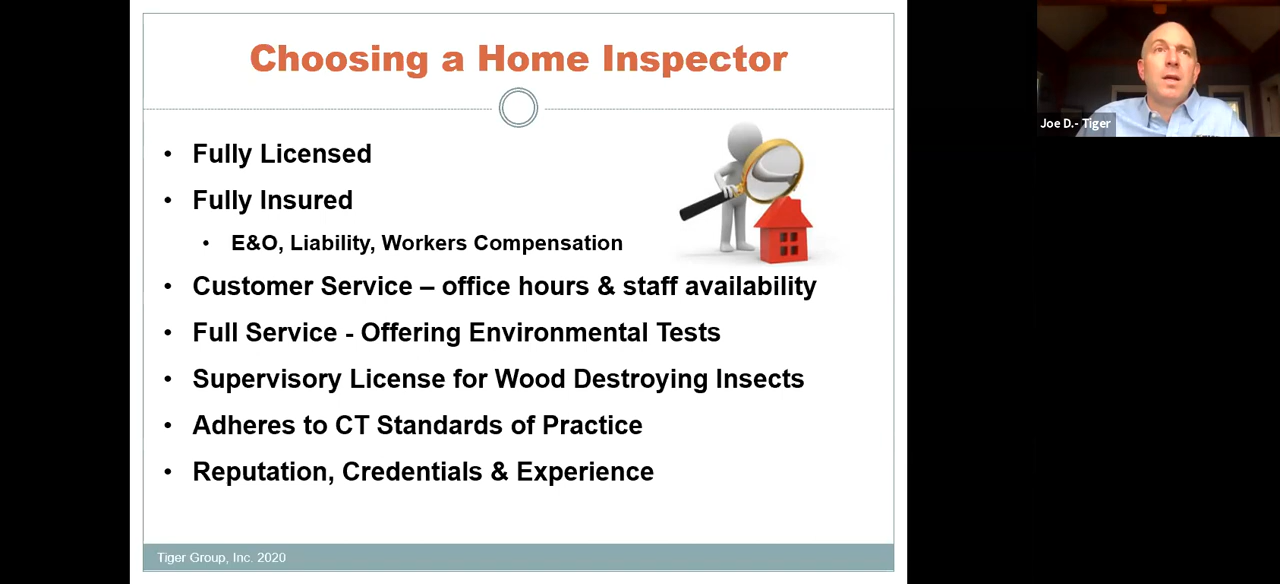 Choosing a Home Inspector
• Fully Licensed
• Fully Insured
• E&O, Liability, Workers Compensation
• Customer Service – office hours & staff availability
• Full Service - Offering Environmental Tests
• Supervisory License for Wood Destroying Insects
• Adheres to CT Standards of Practice
• Reputation, Credentials & Experience
Tiger Group, Inc. 2020
Joe D.- Tiger